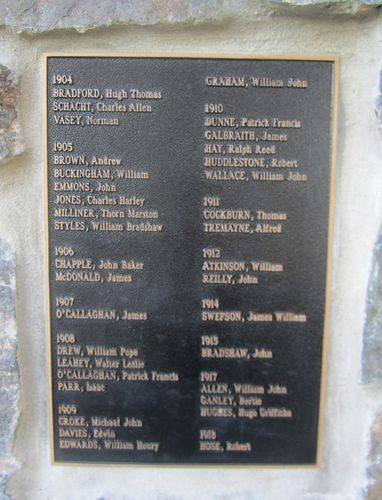 1904
BRADFORD, Hugh Thomas
SCHACHT, Charles Allen
VASEY, Norman
1905
BROWN, Andrew
BUCKINGHAM, William
EMMONS, John
JONES, Charles Harley
MILLINER, Thorn Marston
STYLES, William Bradshaw
1906
CHAPPLE, John Baker
McDONALD, James
1907
O'CALLAGHAN, James
1908
DREW, William Pope
LEAHEY, Walter Leslie
O'CALLAGHAN, Patrick Francis
PARR, Isaac
1909
CROKE, Michael John
DAVIES, Edwin
EDWARDS, William Henry
GRAHAM, William John
1910
DUNNE, Patrick Francis
GALBRAITH, James
HAY, Ralph Reed
HUDDLESTONE, Robert
WALLACE, William John
1911
COCKBURN, Thomas
TREMAYNE, Alfred
1912
ATKINSON, William
REILLY, John
1914
SWEPSON, James William
1915
BRADSHAW, John
1917
ALLEN, William John
GANLEY, Bertie
HUGHES, Hugo Griffiths
1918
HOSE, Robert